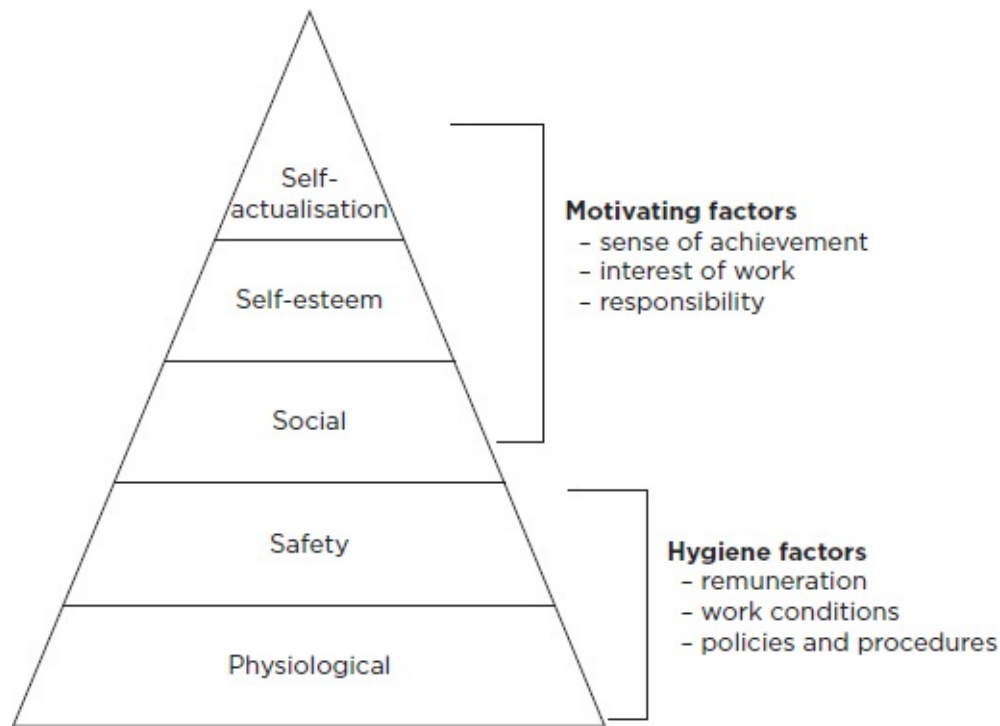 Self-
actualisation
Self-esteem
Social
Safety
Physiological
Motivating factors
– sense of achievement
– interest of work
– responsibility
Hygiene factors
– remuneration
– work conditions
– policies and procedures